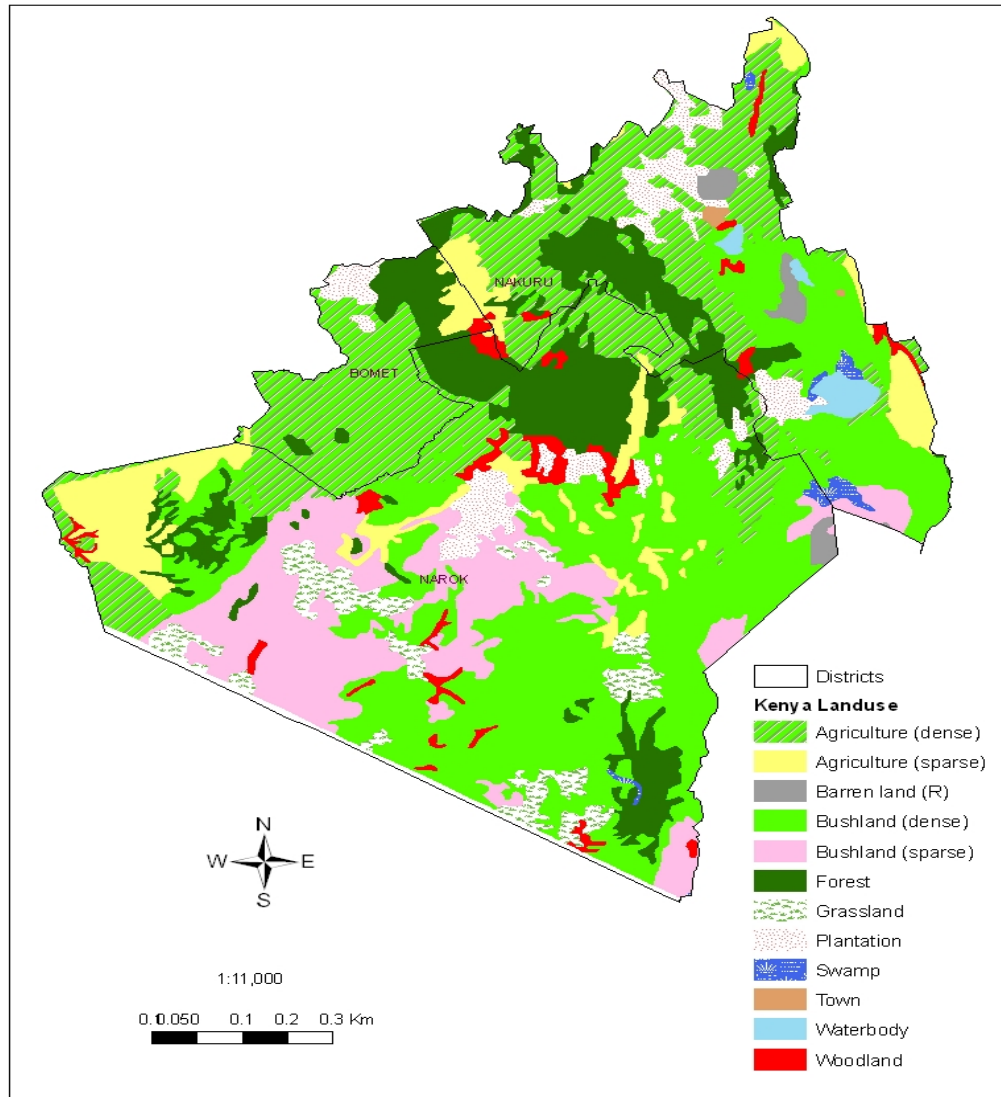 NAKURU
BOMET
NAROK
Districts
Kenya Landuse
Agriculture (dense)
Agriculture (sparse)
Barren land (R)
Bushland (dense)
Bushland (sparse)
Forest
Grassland
Plantation
Swamp
Town
Waterbody
Woodland
N
W E
S
1:11,000
0.10.050 0.1 0.2 0.3 Km